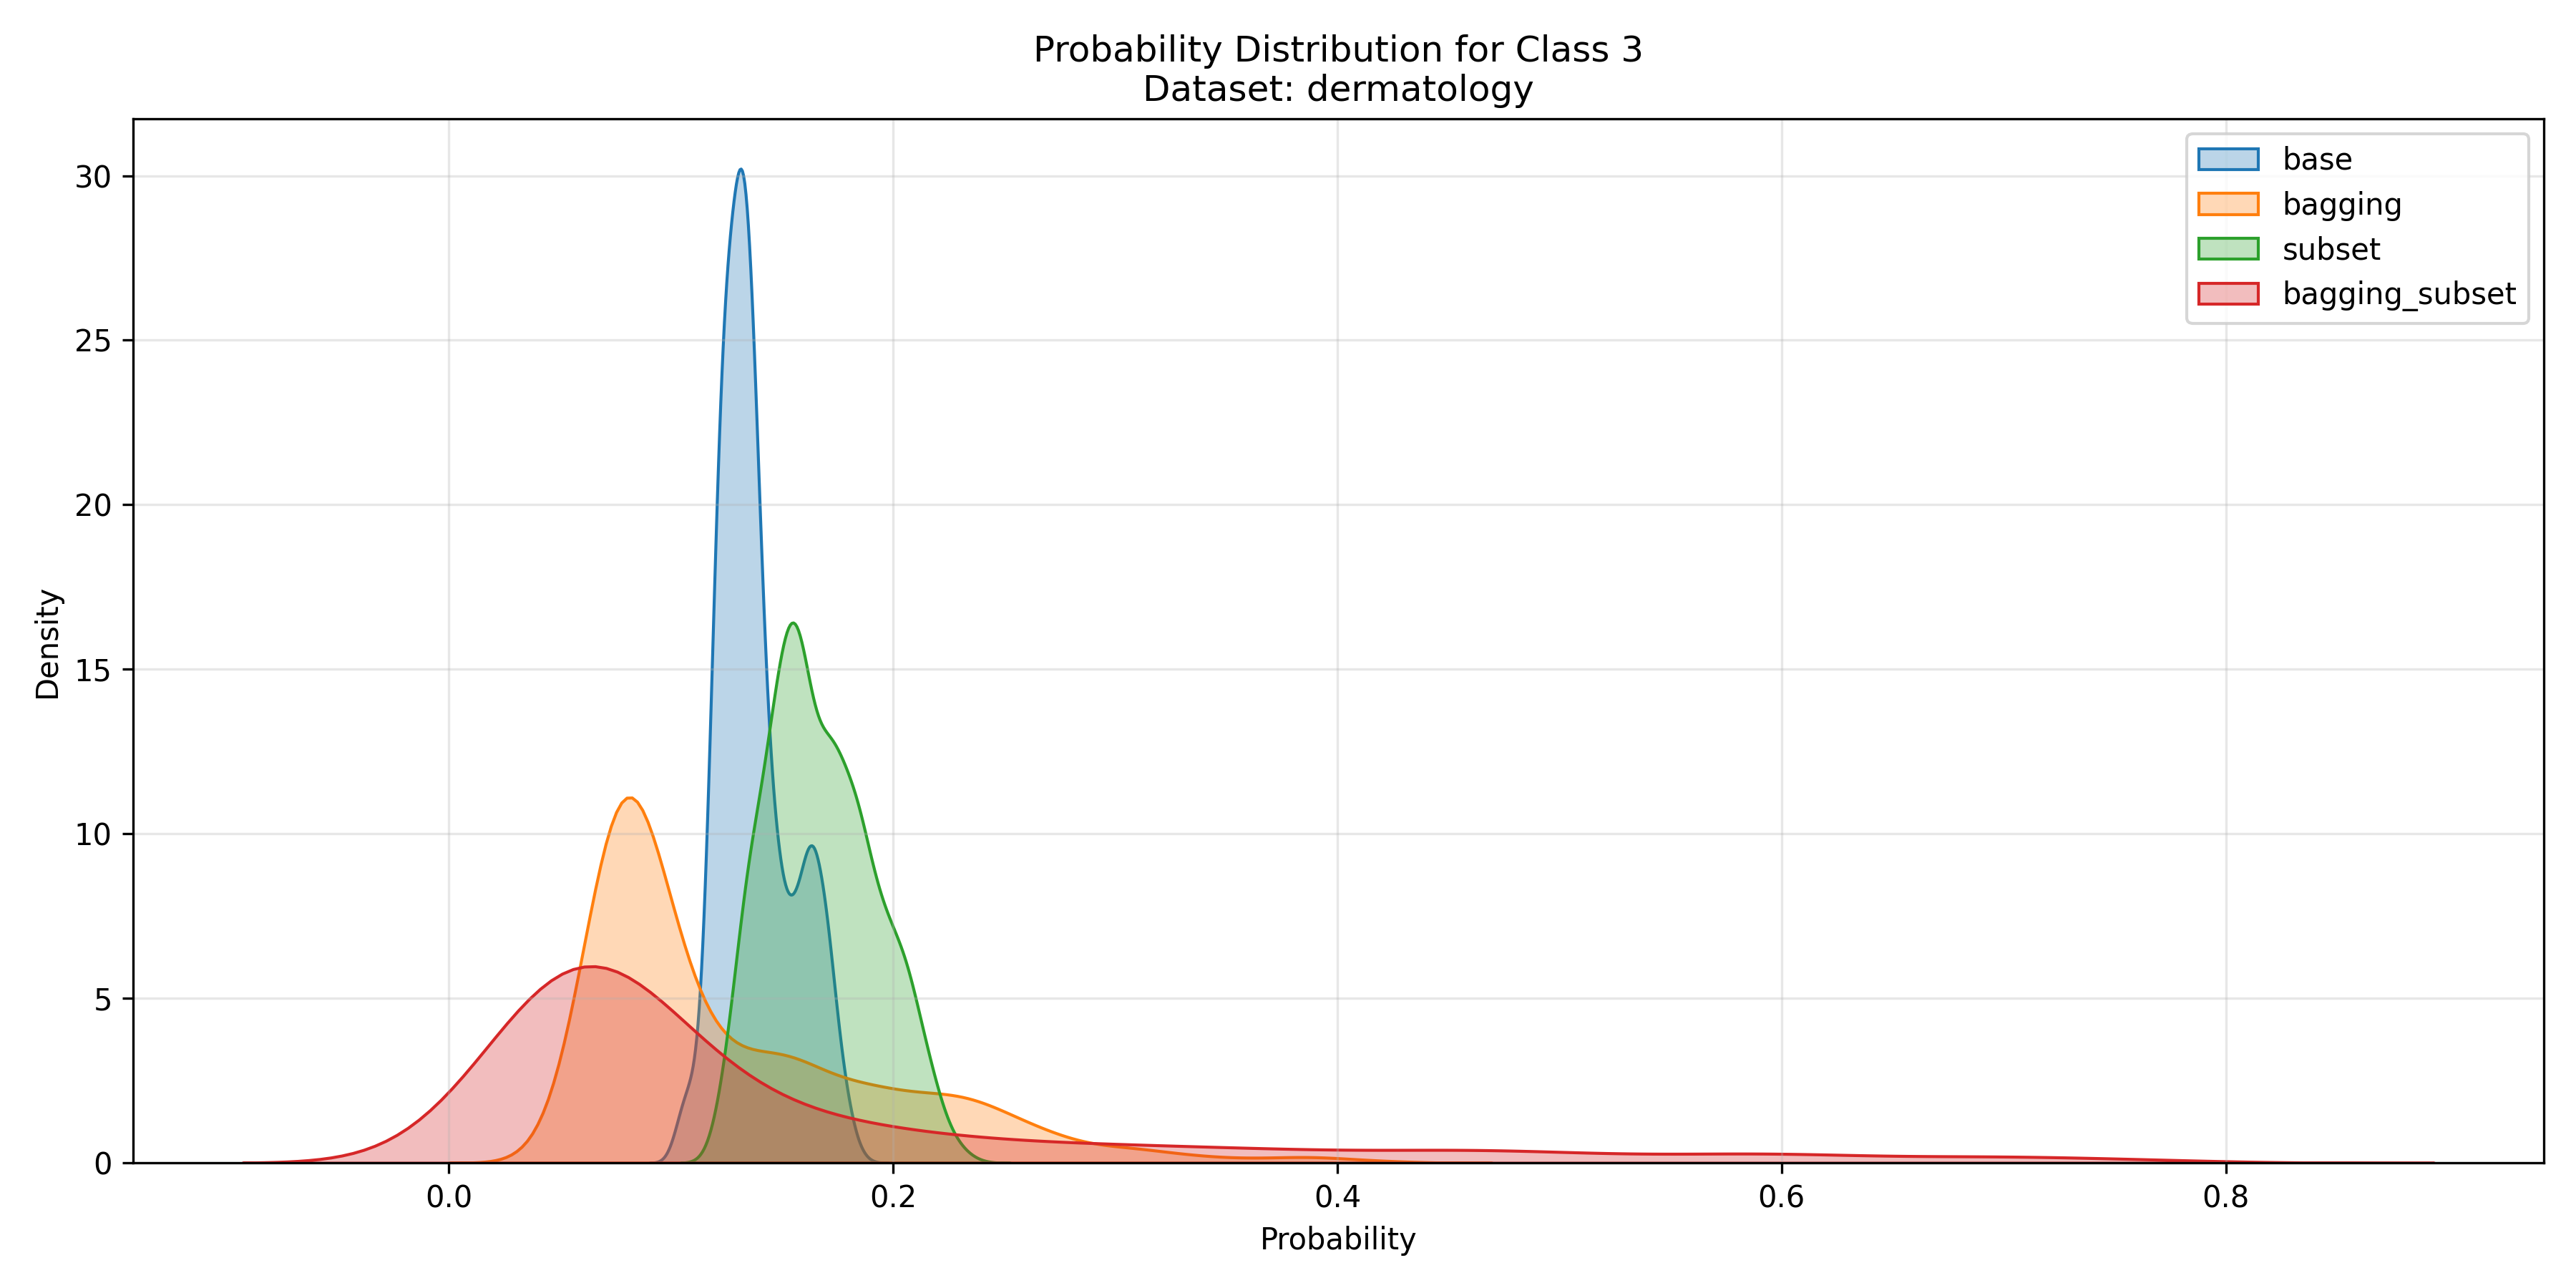 Probability Distribution for Class 3
Dataset: dermatology
base
bagging
subset
bagging_subset
Density
30
25
20
15
10
5
0
0.0 0.2 0.4 0.6 0.8
Probability